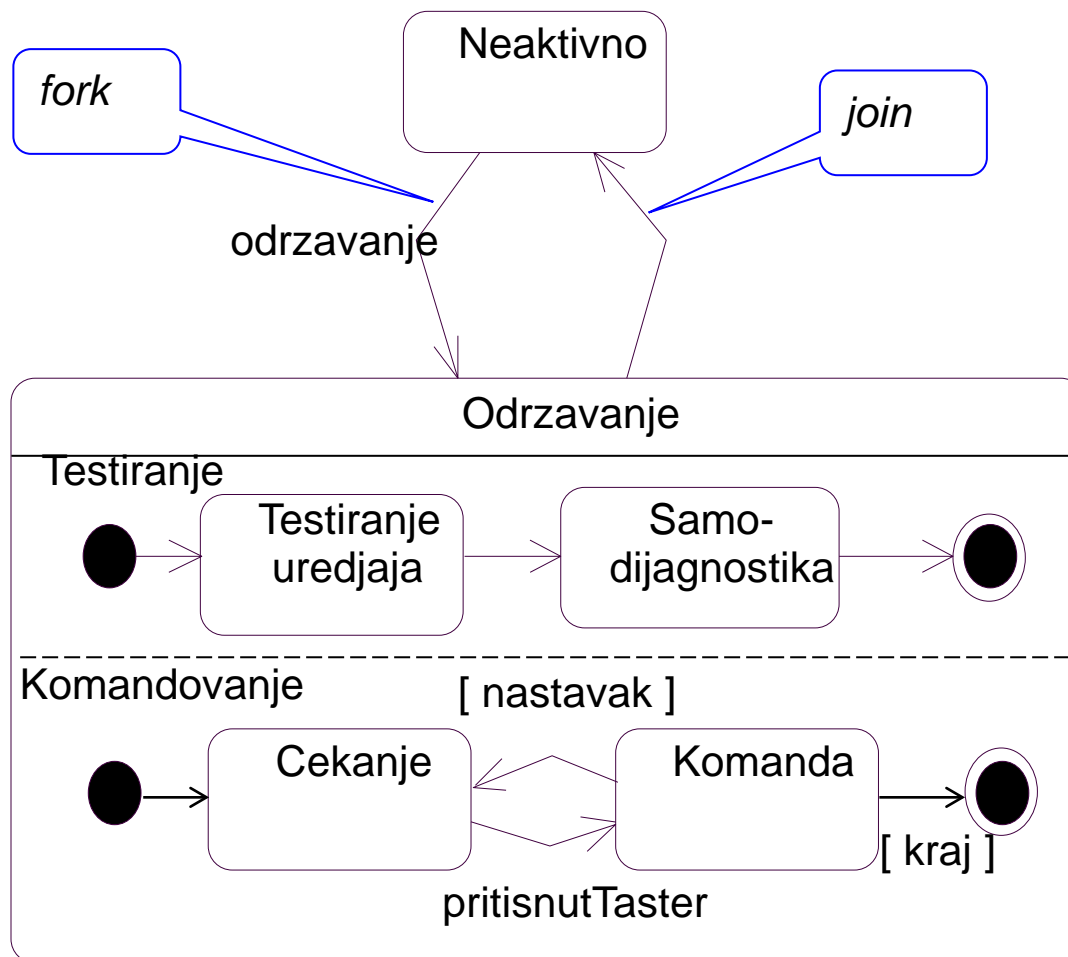 Neaktivno
fork
join
odrzavanje
Odrzavanje
Testiranje
Testiranje
uredjaja
Samo-
dijagnostika
Komandovanje
[ nastavak ]
Cekanje
Komanda
[ kraj ]
pritisnutTaster